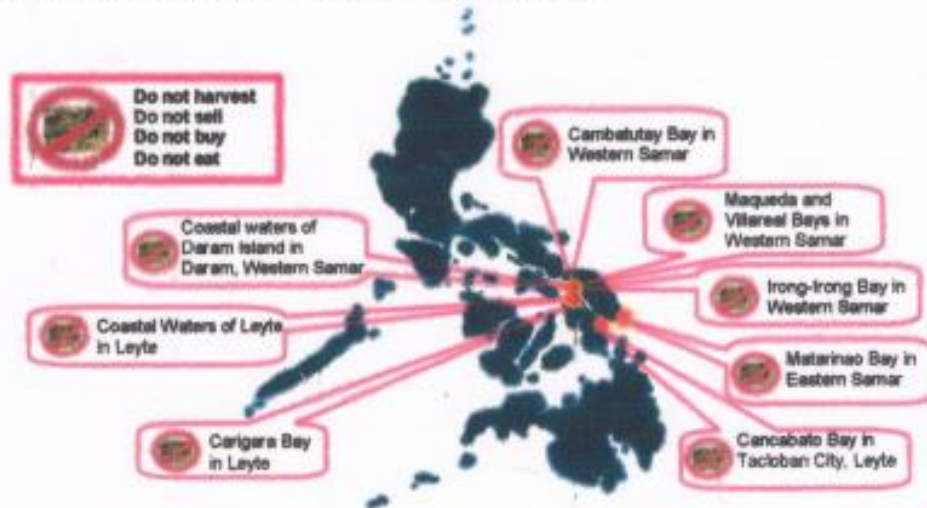 Do not harvest
Do not sell
Do not buy
Do not eat
Cambatutay Bay in
Western Samar
Maqueda and
Villareal Bays in
Western Samar
Coastal waters of
Daram Island in
Daram, Western Samar
Irong-Irong Bay in
Western Samar
Coastal Waters of Leyte
in Leyte
Matarinao Bay in
Eastern Samar
Carigara Bay
in Leyte
Cancabato Bay in
Tacloban City, Leyte